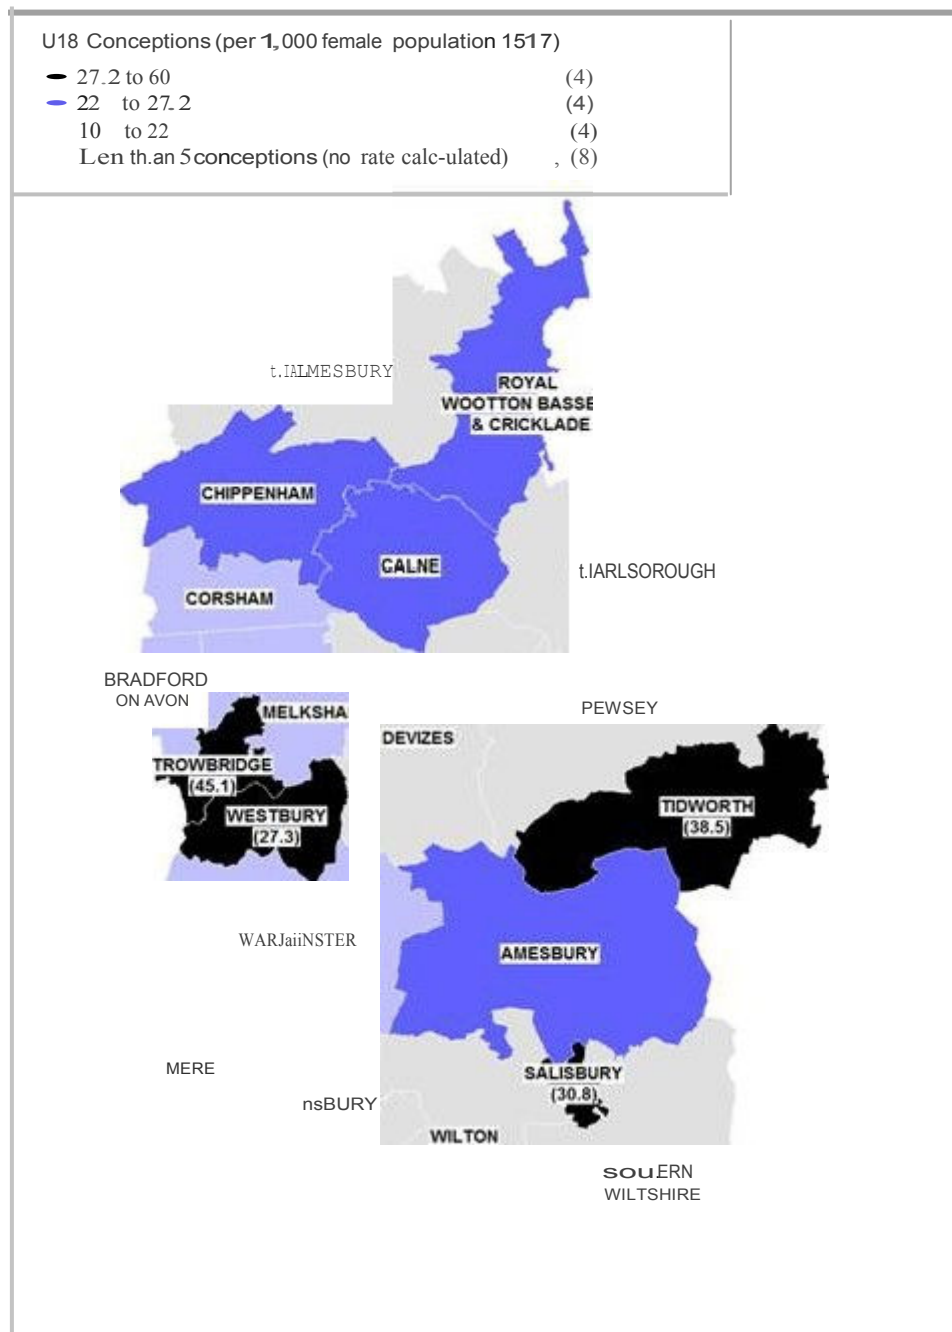 U18 Conceptions (per 1,000 female population 1517)
27.2 to 60 (4)
22 to 27.2 (4)
10 to 22 (4)
Len th.an 5conceptions (no rate calc-ulated) , (8)
t.IALMESBURY
ROYAL
WOOTTON BASSE
& CRICKLADE
CHIPPENHAM
CALNE
t.IARLSOROUGH
CORSHAM
BRADFORD
ON AVON
PEWSEY
MELKSHA
DEVIZES
TROWBRIDGE
(45.1)
TIDWORTH
(38.5)
WESTBURY
(27.3)
WARJaiiNSTER
AMESBURY
MERE
SALISBURY
(30.8)
nsBURY
WILTON
sou.ERN
WILTSHIRE